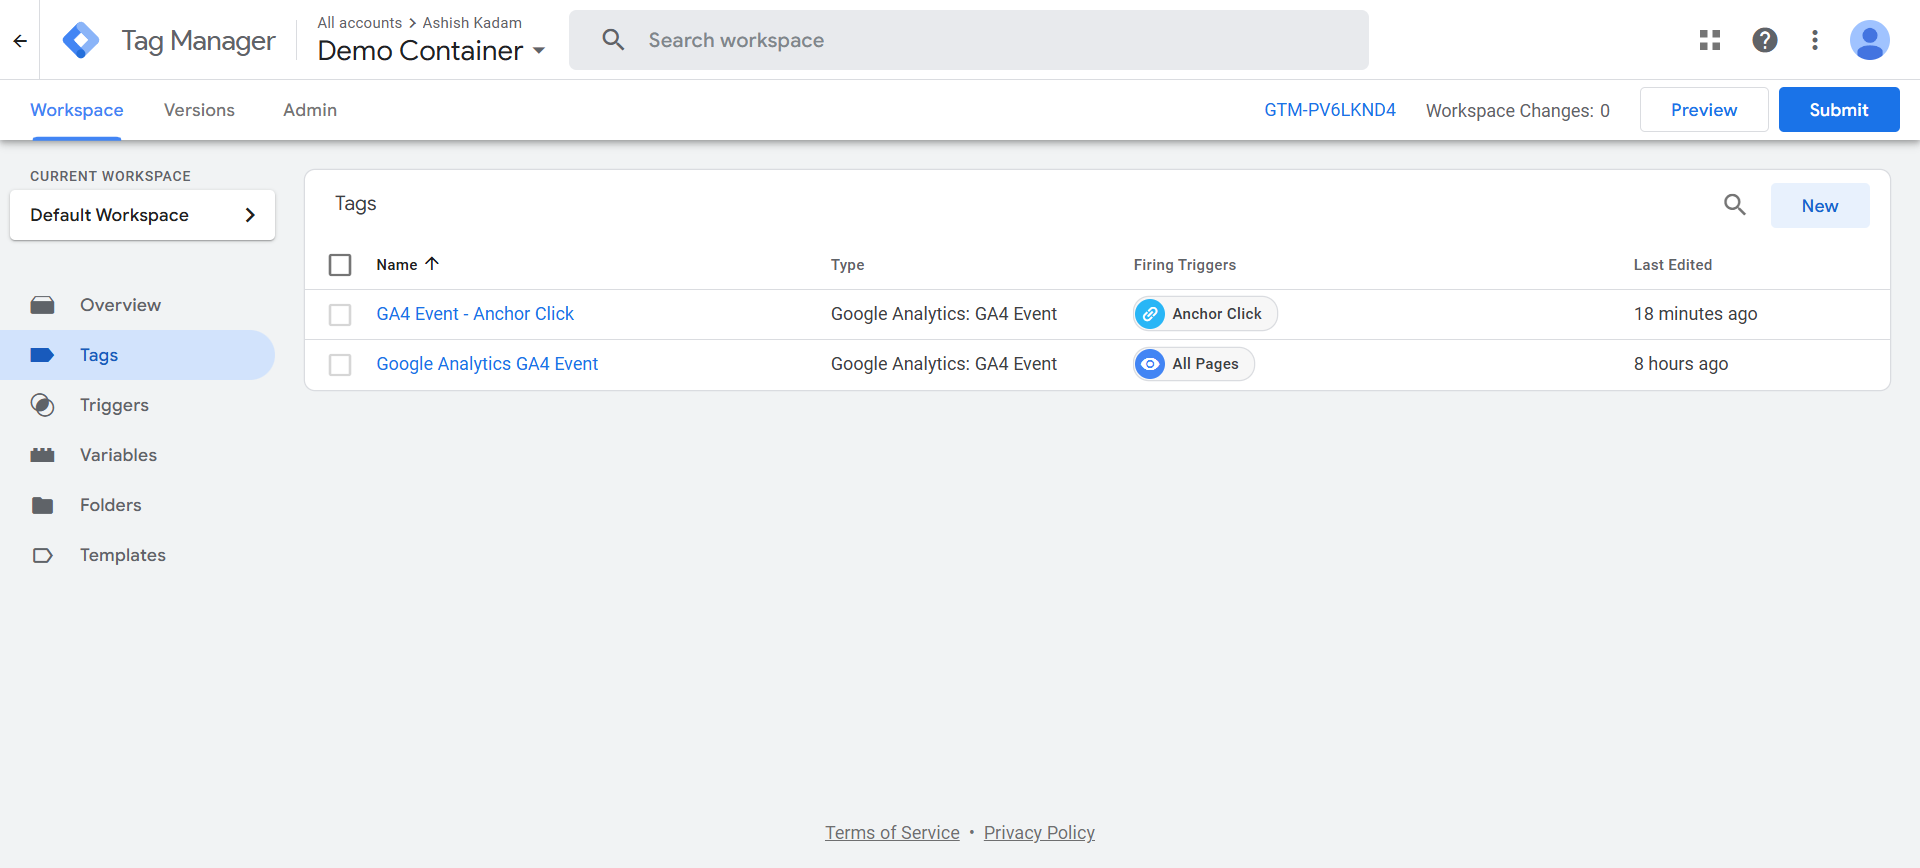 Tag Manager
All accounts > Ashish Kadam
Demo Container
Search workspace
Workspace
Versions
Admin
GTM-PV6LKND4
Workspace Changes: 0
Preview
Submit
CURRENT WORKSPACE
Default Workspace
Overview
Tags
Triggers
Variables
Folders
Templates
Tags
New
Name Type Firing Triggers Last Edited
GA4 Event - Anchor Click Google Analytics: GA4 Event Anchor Click 18 minutes ago
Google Analytics GA4 Event Google Analytics: GA4 Event All Pages 8 hours ago
Terms of Service • Privacy Policy